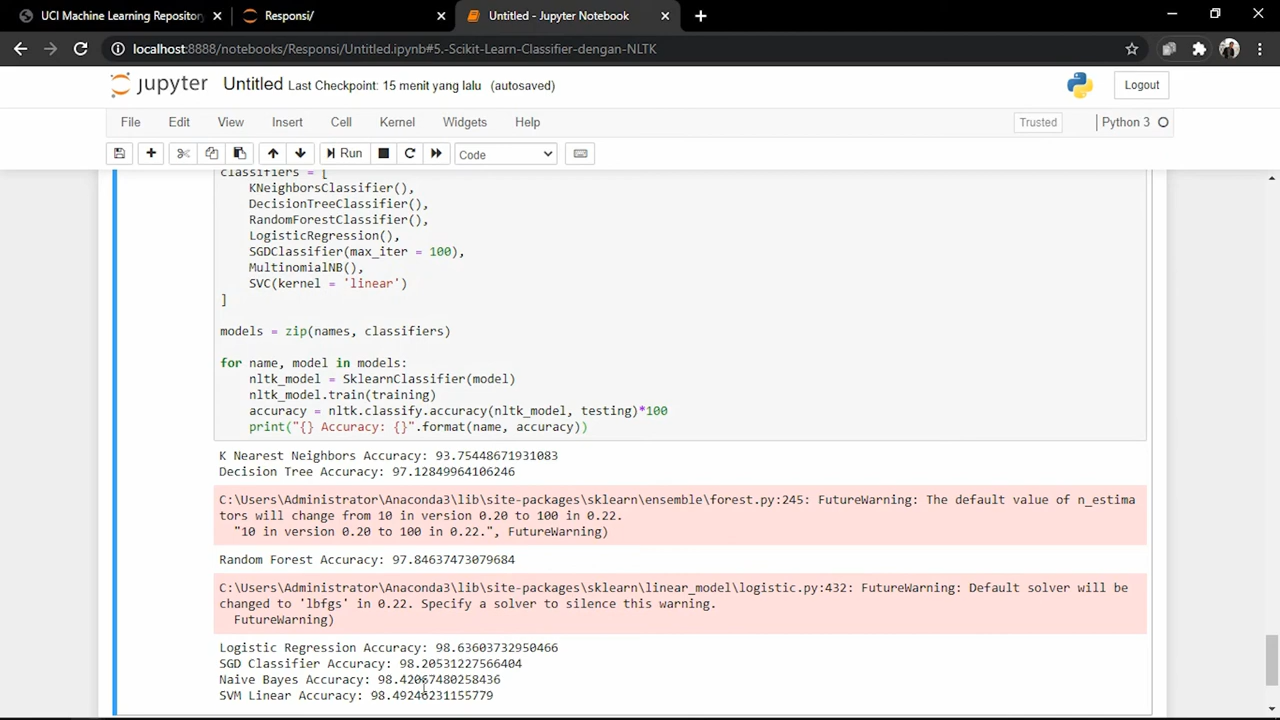 UCI Machine Learning Repository
Responsi/
Untitled - Jupyter Notebook
localhost:8888/notebooks/Responsi/Untitled.ipynb#5.-Scikit-Learn-Classifier-dengan-NLTK
jupyter Untitled Last Checkpoint: 15 menit yang lalu (autosaved)
Logout
File Edit View Insert Cell Kernel Widgets Help
Trusted
Python 3
Run
Code
classifiers = [
KNeighborsClassifier(),
DecisionTreeClassifier(),
RandomForestClassifier(),
LogisticRegression(),
SGDClassifier(max_iter = 100),
MultinomialNB(),
SVC(kernel = 'linear')
]
models = zip(names, classifiers)
for name, model in models:
nltk_model = SklearnClassifier(model)
nltk_model.train(training)
accuracy = nltk.classify.accuracy(nltk_model, testing)*100
print("{} Accuracy: {}".format(name, accuracy))
K Nearest Neighbors Accuracy: 93.75448671931083
Decision Tree Accuracy: 97.12849964106246
C:\Users\Administrator\Anaconda3\lib\site-packages\sklearn\ensemble\forest.py:245: FutureWarning: The default value of n_estima
tors will change from 10 in version 0.20 to 100 in 0.22.
"10 in version 0.20 to 100 in 0.22.", FutureWarning)
Random Forest Accuracy: 97.84637473079684
C:\Users\Administrator\Anaconda3\lib\site-packages\sklearn\linear_model\logistic.py:432: FutureWarning: Default solver will be
changed to 'lbfgs' in 0.22. Specify a solver to silence this warning.
FutureWarning)
Logistic Regression Accuracy: 98.63603732950466
SGD Classifier Accuracy: 98.20531227566404
Naive Bayes Accuracy: 98.42067480258436
SVM Linear Accuracy: 98.49246231155779